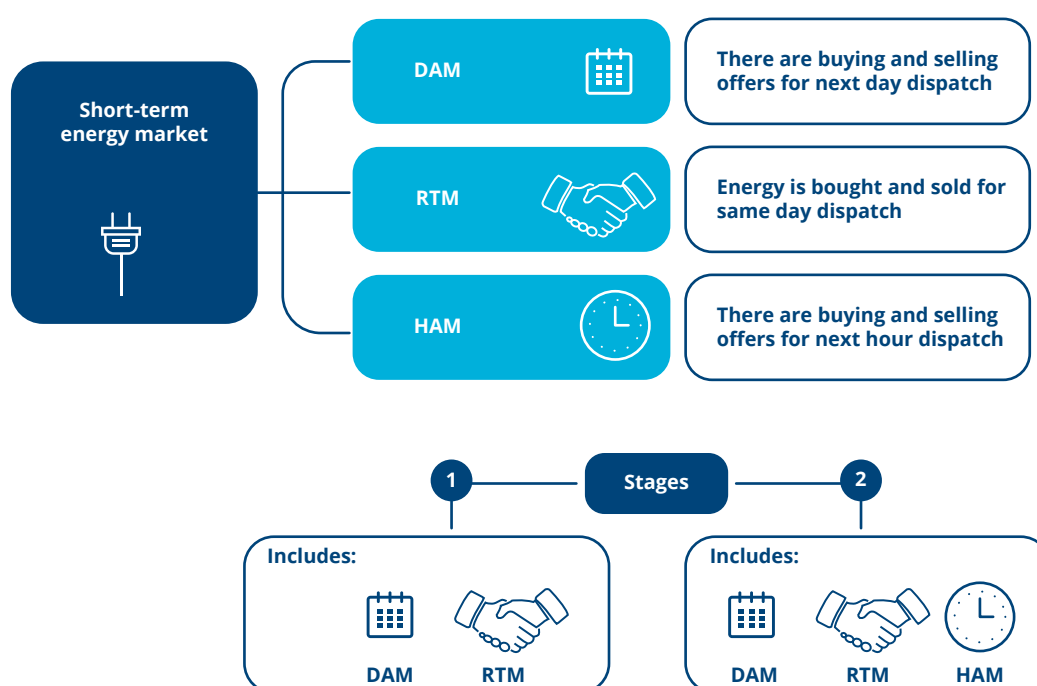 Short-term
energy market
DAM
There are buying and selling
offers for next day dispatch
RTM
Energy is bought and sold for
same day dispatch
HAM
There are buying and selling
offers for next hour dispatch
1
Stages
2
Includes:
DAM
RTM
Includes:
DAM
RTM
HAM